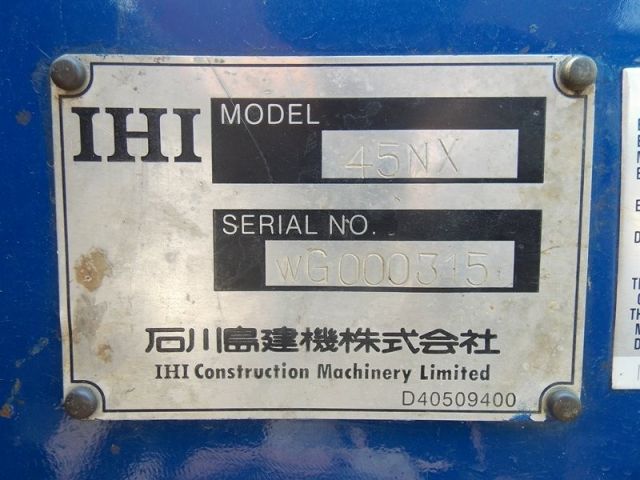 IHI
MODEL
45NX
SERIAL NO.
WG000315
石川島建機株式会社
IHI Construction Machinery Limited
D40509400